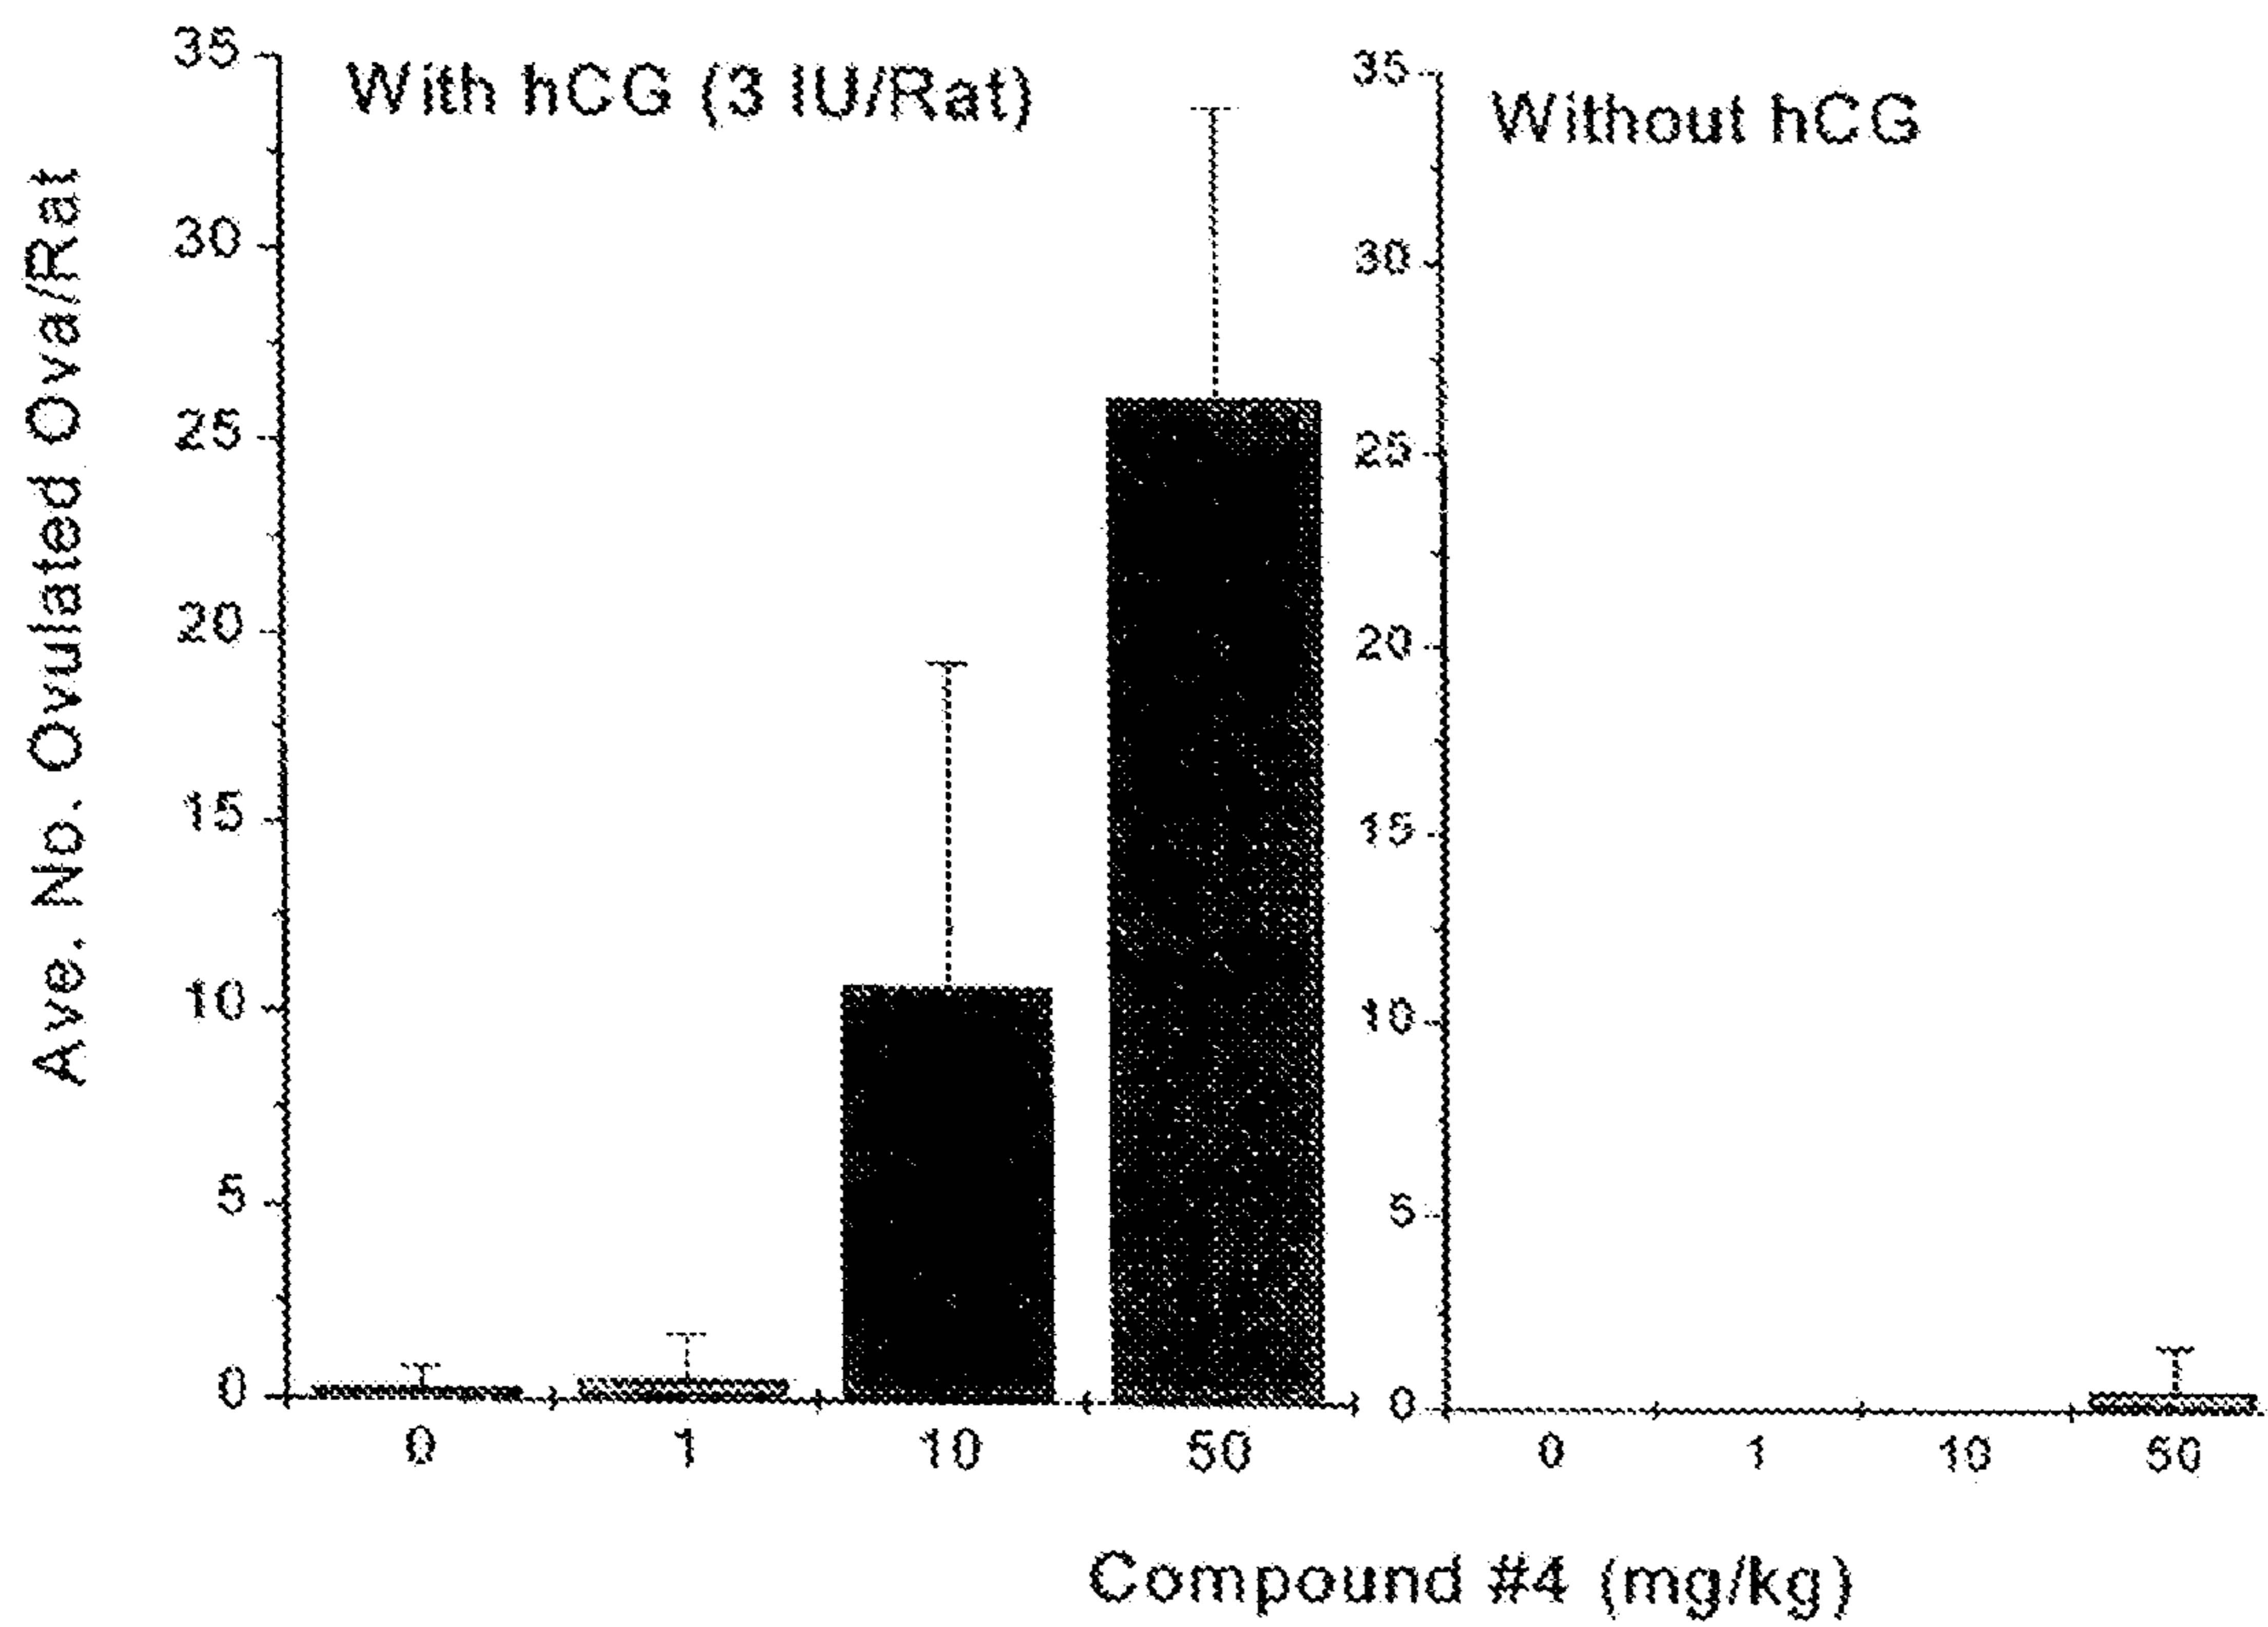 With hCG (3 IU/Rat)
Without hCG
Ave. No. Ovulated Ova/Rat
35
30
25
20
15
10
5
0
35
30
25
20
15
10
5
0
0 1 10 50
0 1 10 50
Compound #4 (mg/kg)